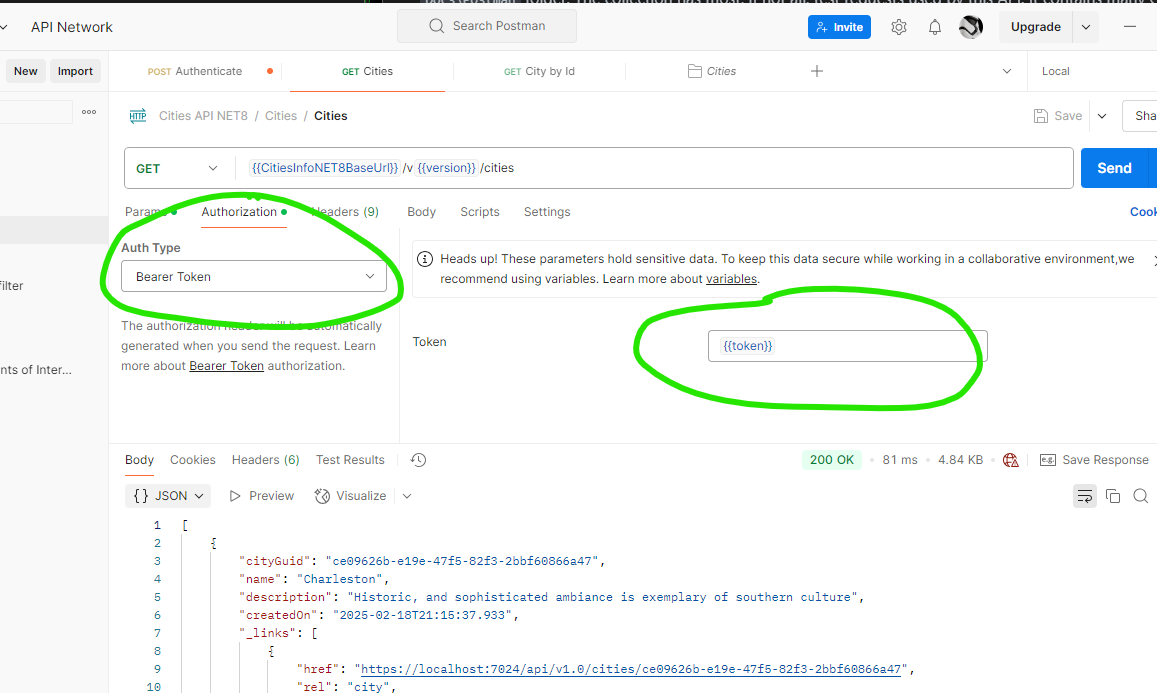 API Network
Search Postman
Invite
Upgrade
New
Import
POST Authenticate
GET Cities
GET City by Id
Cities
Local
HTTP
Cities API NET8 / Cities / Cities
Save
GET
{{CitiesInfoNET8BaseUrl}} /v {{version}} /cities
Send
Params
Authorization
Headers (9)
Body
Scripts
Settings
Auth Type
Bearer Token
The authorization header will be automatically
generated when you send the request. Learn
more about Bearer Token authorization.
Heads up! These parameters hold sensitive data. To keep this data secure while working in a collaborative environment,we
recommend using variables. Learn more about variables.
Token
{{token}}
nts of Inter...
Body
Cookies
Headers (6)
Test Results
200 OK
81 ms
4.84 KB
e.g.
Save Response
{} JSON
Preview
Visualize
1 [
2 {
3 "cityGuid": "ce09626b-e19e-47f5-82f3-2bbf60866a47",
4 "name": "Charleston",
5 "description": "Historic, and sophisticated ambiance is exemplary of southern culture",
6 "createdOn": "2025-02-18T21:15:37.933",
7 "_links": [
8 {
9 "href": "https://localhost:7024/api/v1.0/cities/ce09626b-e19e-47f5-82f3-2bbf60866a47",
10 "rel": "city",